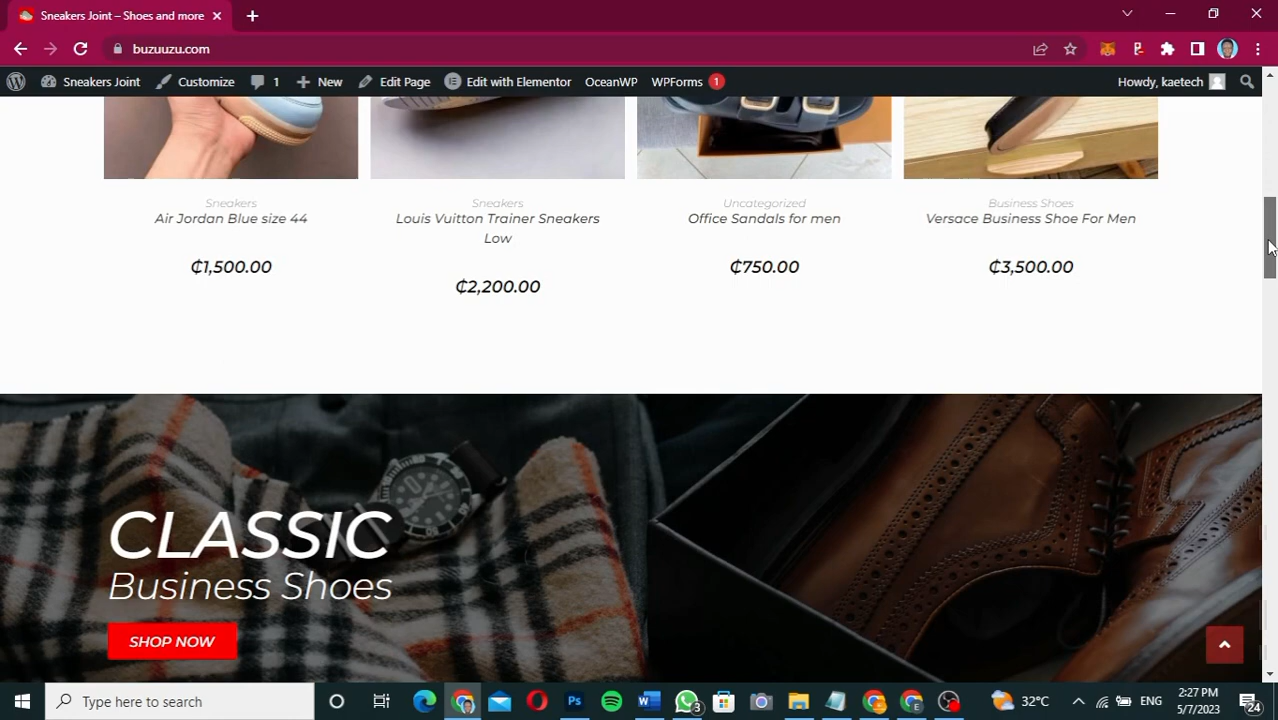 Sneakers Joint – Shoes and more
buzuuzu.com
Sneakers Joint Customize 1 New Edit Page Edit with Elementor OceanWP WPForms 1 Howdy, kaetech
Sneakers
Air Jordan Blue size 44
₵1,500.00
Sneakers
Louis Vuitton Trainer Sneakers
Low
₵2,200.00
Uncategorized
Office Sandals for men
₵750.00
Business Shoes
Versace Business Shoe For Men
₵3,500.00
CLASSIC
Business Shoes
SHOP NOW
Type here to search
3
32°C
ENG
2:27 PM
5/7/2023
24